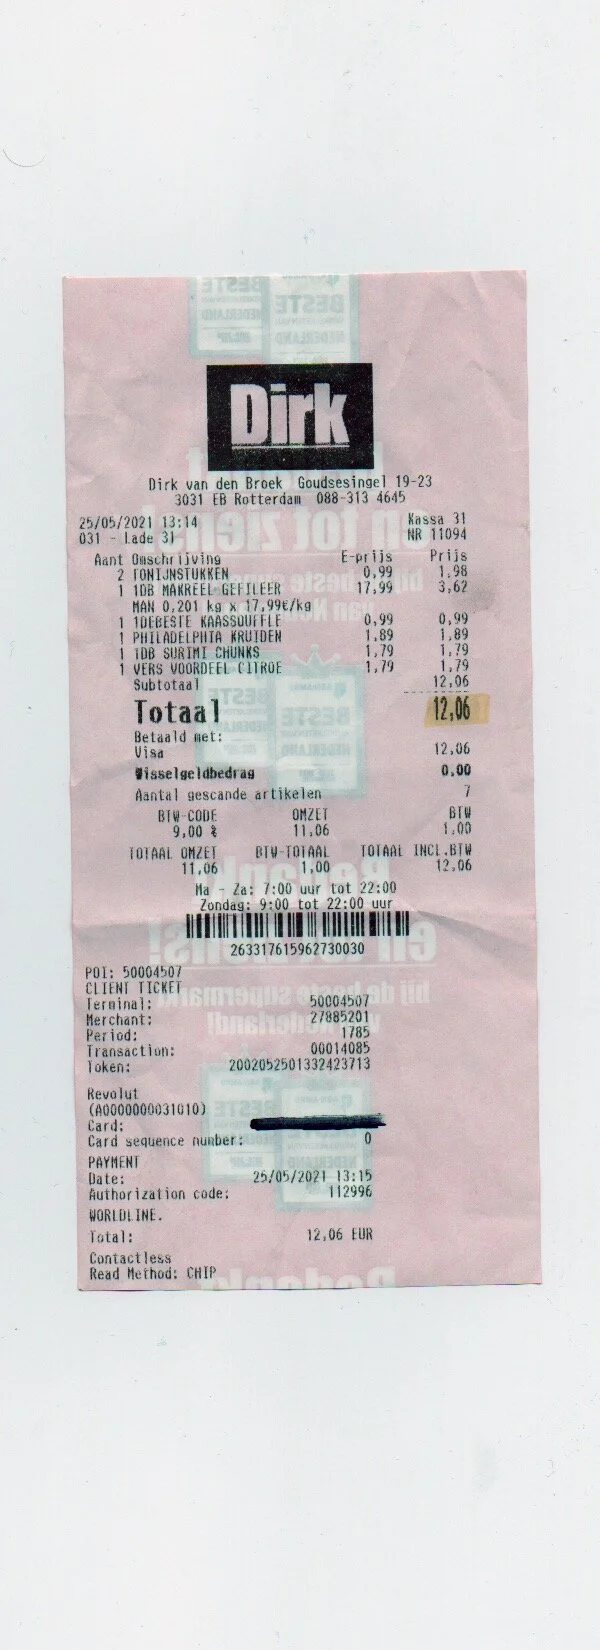 Dirk
Dirk van den Broek Goudsesingel 19-23
3031 EB Rotterdam 088-313 4645
25/05/2021 13:14 Kassa 31
031 - Lade 31 NR 11094
Aant Omschrijving E-prijs Prijs
2 TONIJNSTUKKEN 0,99 1,98
1 1DB MAKREEL GEFILEER 17,99 3,62
MAN 0,201 kg x 17,99€/kg
1 1DEBESTE KAASSOUFFLE 0,99 0,99
1 PHILADELPHIA KRUIDEN 1,89 1,89
1 1DB SURIMI CHUNKS 1,79 1,79
1 VERS VOORDEEL CITROE 1,79 1,79
Subtotaal 12,06
Totaal 12,06
Betaald met:
Visa 12,06
Wisselgeldbedrag 0,00
Aantal gescande artikelen 7
BTW-CODE OMZET BTW
9,00 % 11,06 1,00
TOTAAL OMZET BTW-TOTAAL TOTAAL INCL.BTW
11,06 1,00 12,06
Ma - Za: 7:00 uur tot 22:00
Zondag: 9:00 tot 22:00 uur
263317615962730030
POI: 50004507
CLIENT TICKET
Terminal: 50004507
Merchant: 27885201
Period: 1785
Transaction: 00014085
Token: 2002052501332423713
Revolut
(A0000000031010)
Card:
Card sequence number: 0
PAYMENT
Date: 25/05/2021 13:15
Authorization code: 112996
WORLDLINE.
Total: 12,06 EUR
Contactless
Read Method: CHIP